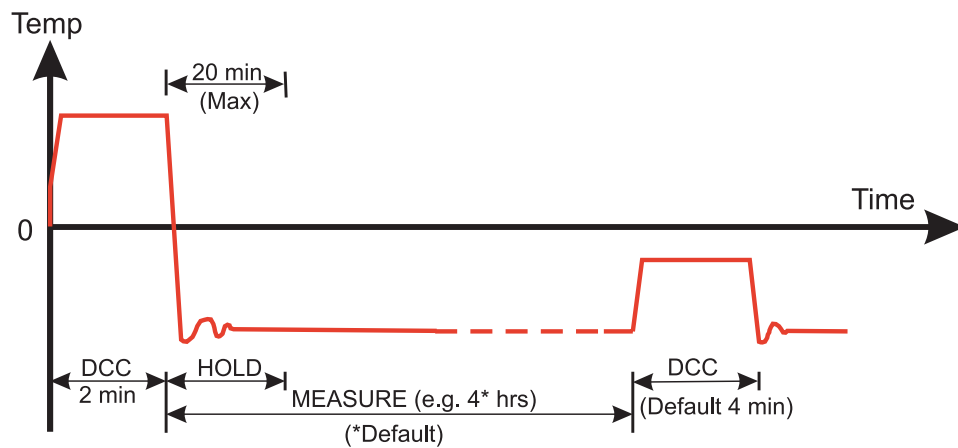 Temp
20 min
(Max)
Time
0
DCC
2 min
HOLD
MEASURE (e.g. 4* hrs)
(*Default)
DCC
(Default 4 min)